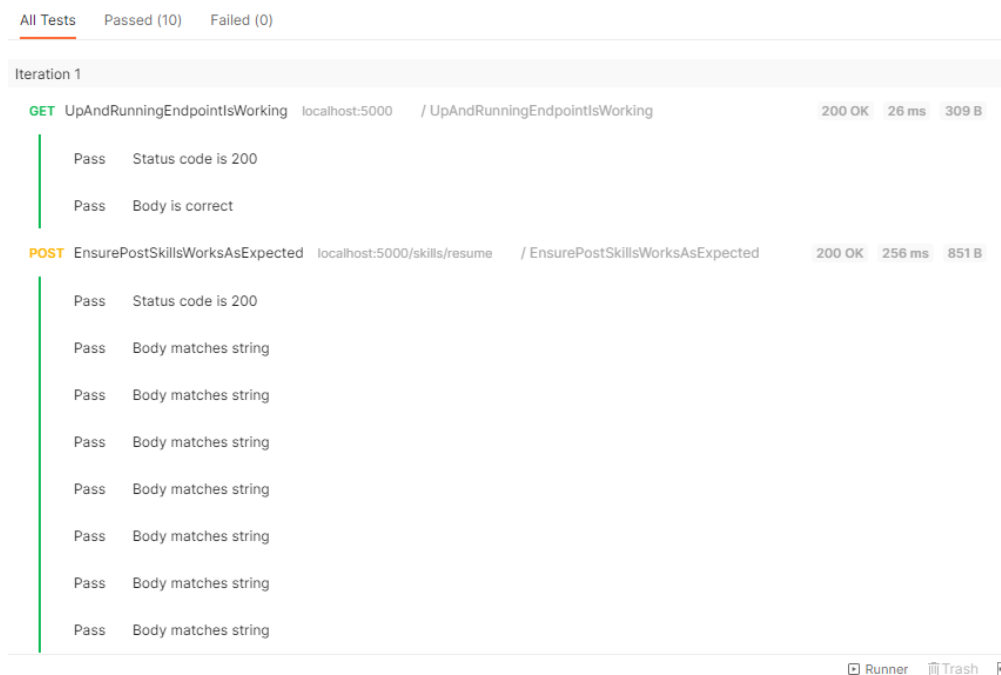 All Tests Passed (10) Failed (0)
Iteration 1
GET UpAndRunningEndpointIsWorking localhost:5000 / UpAndRunningEndpointIsWorking 200 OK 26 ms 309 B
Pass Status code is 200
Pass Body is correct
POST EnsurePostSkillsWorksAsExpected localhost:5000/skills/resume / EnsurePostSkillsWorksAsExpected 200 OK 256 ms 851 B
Pass Status code is 200
Pass Body matches string
Pass Body matches string
Pass Body matches string
Pass Body matches string
Pass Body matches string
Pass Body matches string
Pass Body matches string
Runner Trash